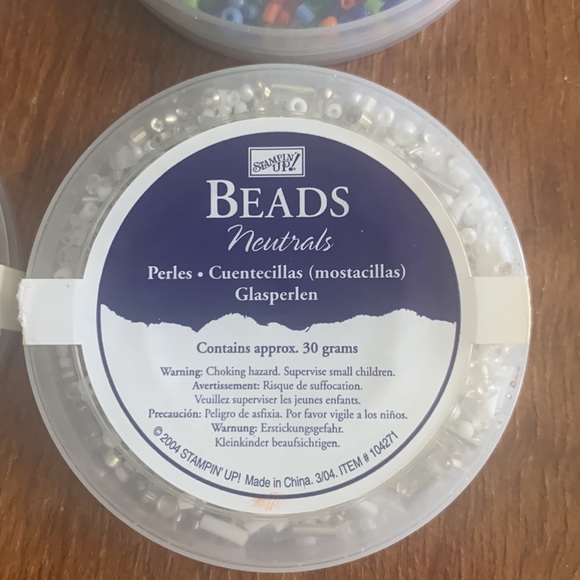 STAMPIN' UP!
BEADS
Neutrals
Perles • Cuentecillas (mostacillas)
Glasperlen
Contains approx. 30 grams
Warning: Choking hazard. Supervise small children.
Avertissement: Risque de suffocation.
Veuillez superviser les jeunes enfants.
Precaución: Peligro de asfixia. Por favor vigile a los niños.
Warnung: Erstickungsgefahr.
Kleinkinder beaufsichtigen.
© 2004 STAMPIN' UP! Made in China. 3/04. ITEM # 104271